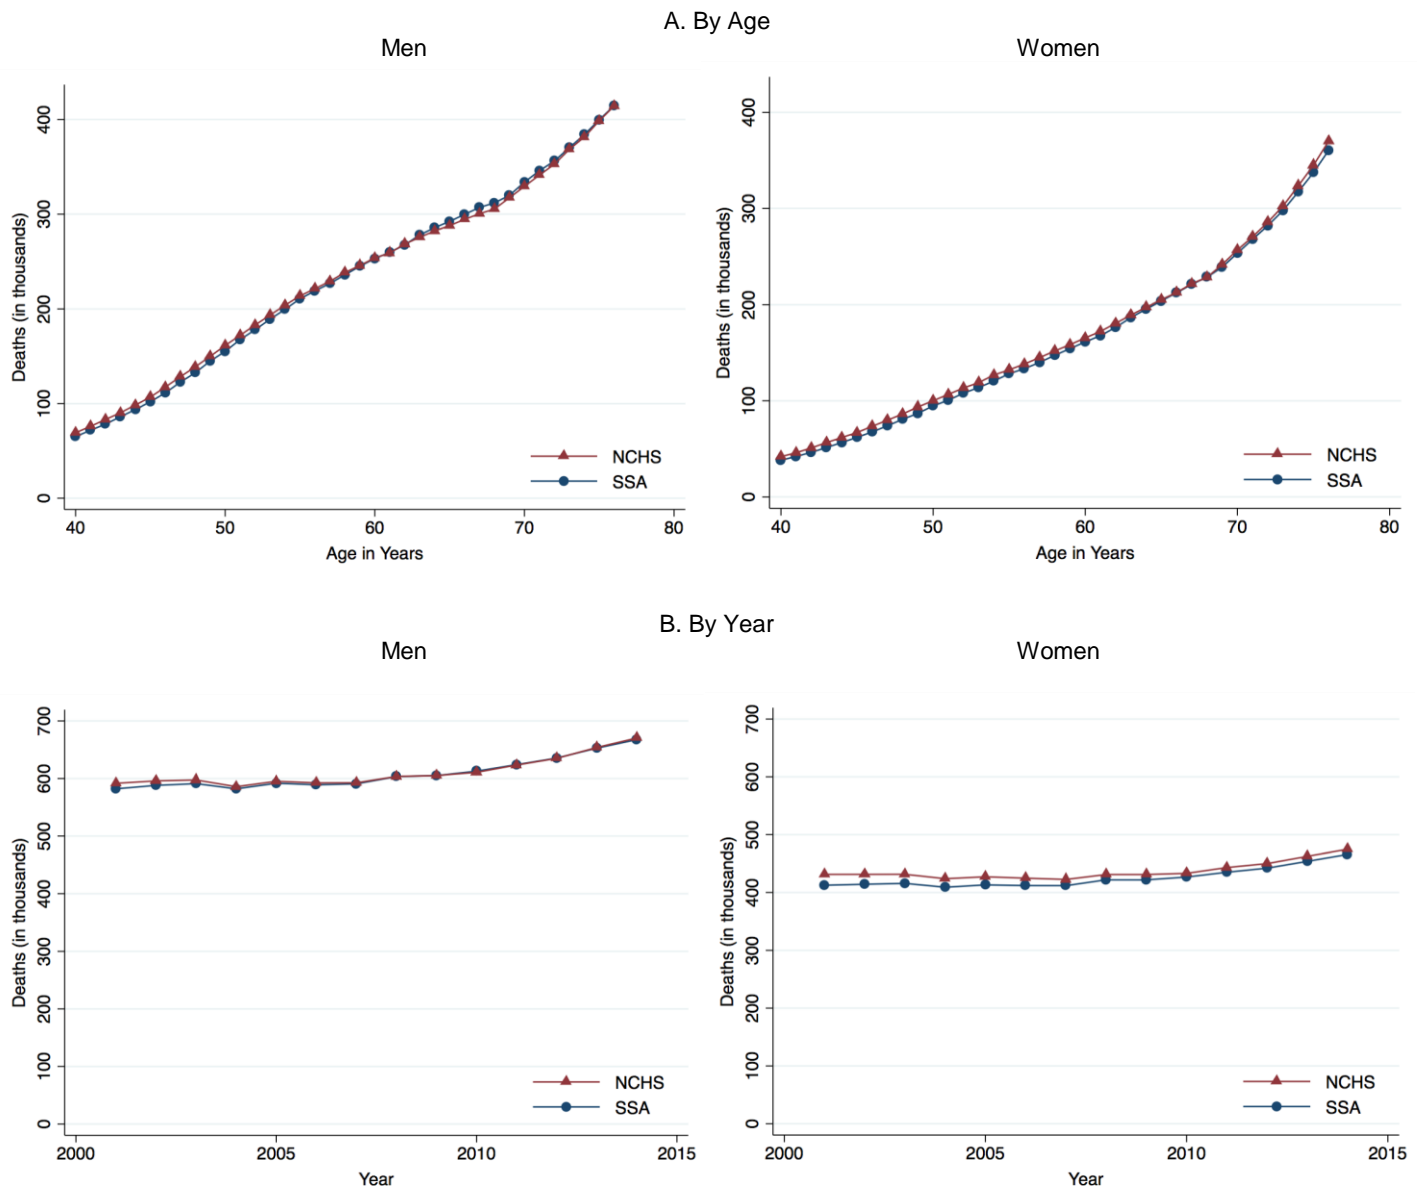 A. By Age
Men
Women
Deaths (in thousands)
400
300
200
100
0
NCHS
SSA
40 50 60 70 80
Age in Years
Deaths (in thousands)
400
300
200
100
0
NCHS
SSA
40 50 60 70 80
Age in Years
B. By Year
Men
Women
Deaths (in thousands)
700
600
500
400
300
200
100
0
NCHS
SSA
2000 2005 2010 2015
Year
Deaths (in thousands)
700
600
500
400
300
200
100
0
NCHS
SSA
2000 2005 2010 2015
Year